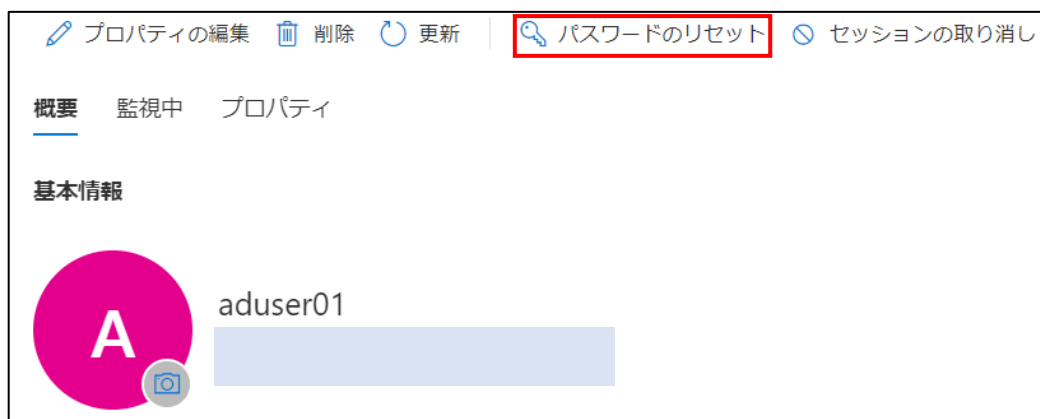 プロパティの編集 削除 更新 パスワードのリセット セッションの取り消し
概要 監視中 プロパティ
基本情報
A
aduser01